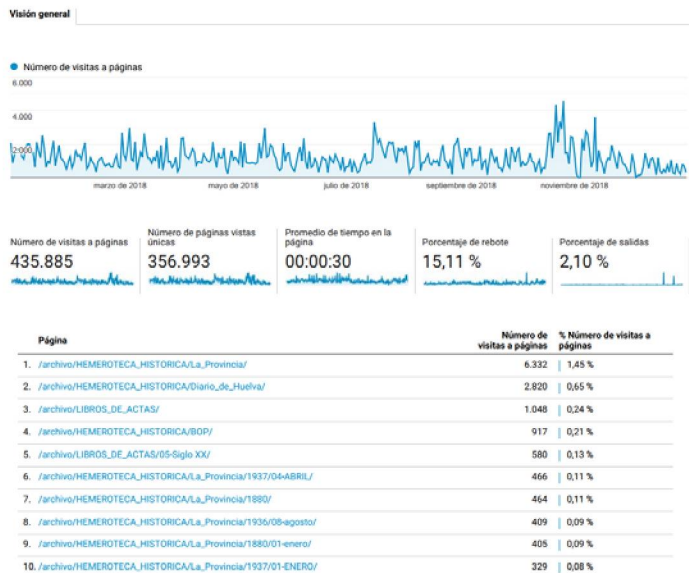 Visión general
Número de visitas a páginas
6.000
4.000
2.000
marzo de 2018 mayo de 2018 julio de 2018 septiembre de 2018 noviembre de 2018
Número de visitas a páginas
435.885
Número de páginas vistas
únicas
356.993
Promedio de tiempo en la
página
00:00:30
Porcentaje de rebote
15,11 %
Porcentaje de salidas
2,10 %
Página Número de visitas a páginas % Número de visitas a páginas
1. /archivo/HEMEROTECA_HISTORICA/La_Provincia/ 6.332 1,45 %
2. /archivo/HEMEROTECA_HISTORICA/Diario_de_Huelva/ 2.820 0,65 %
3. /archivo/LIBROS_DE_ACTAS/ 1.048 0,24 %
4. /archivo/HEMEROTECA_HISTORICA/BOP/ 917 0,21 %
5. /archivo/LIBROS_DE_ACTAS/05-Siglo XX/ 580 0,13 %
6. /archivo/HEMEROTECA_HISTORICA/La_Provincia/1937/04-ABRIL/ 466 0,11 %
7. /archivo/HEMEROTECA_HISTORICA/La_Provincia/1880/ 464 0,11 %
8. /archivo/HEMEROTECA_HISTORICA/La_Provincia/1936/08-agosto/ 409 0,09 %
9. /archivo/HEMEROTECA_HISTORICA/La_Provincia/1880/01-enero/ 405 0,09 %
10. /archivo/HEMEROTECA_HISTORICA/La_Provincia/1937/01-ENERO/ 329 0,08 %